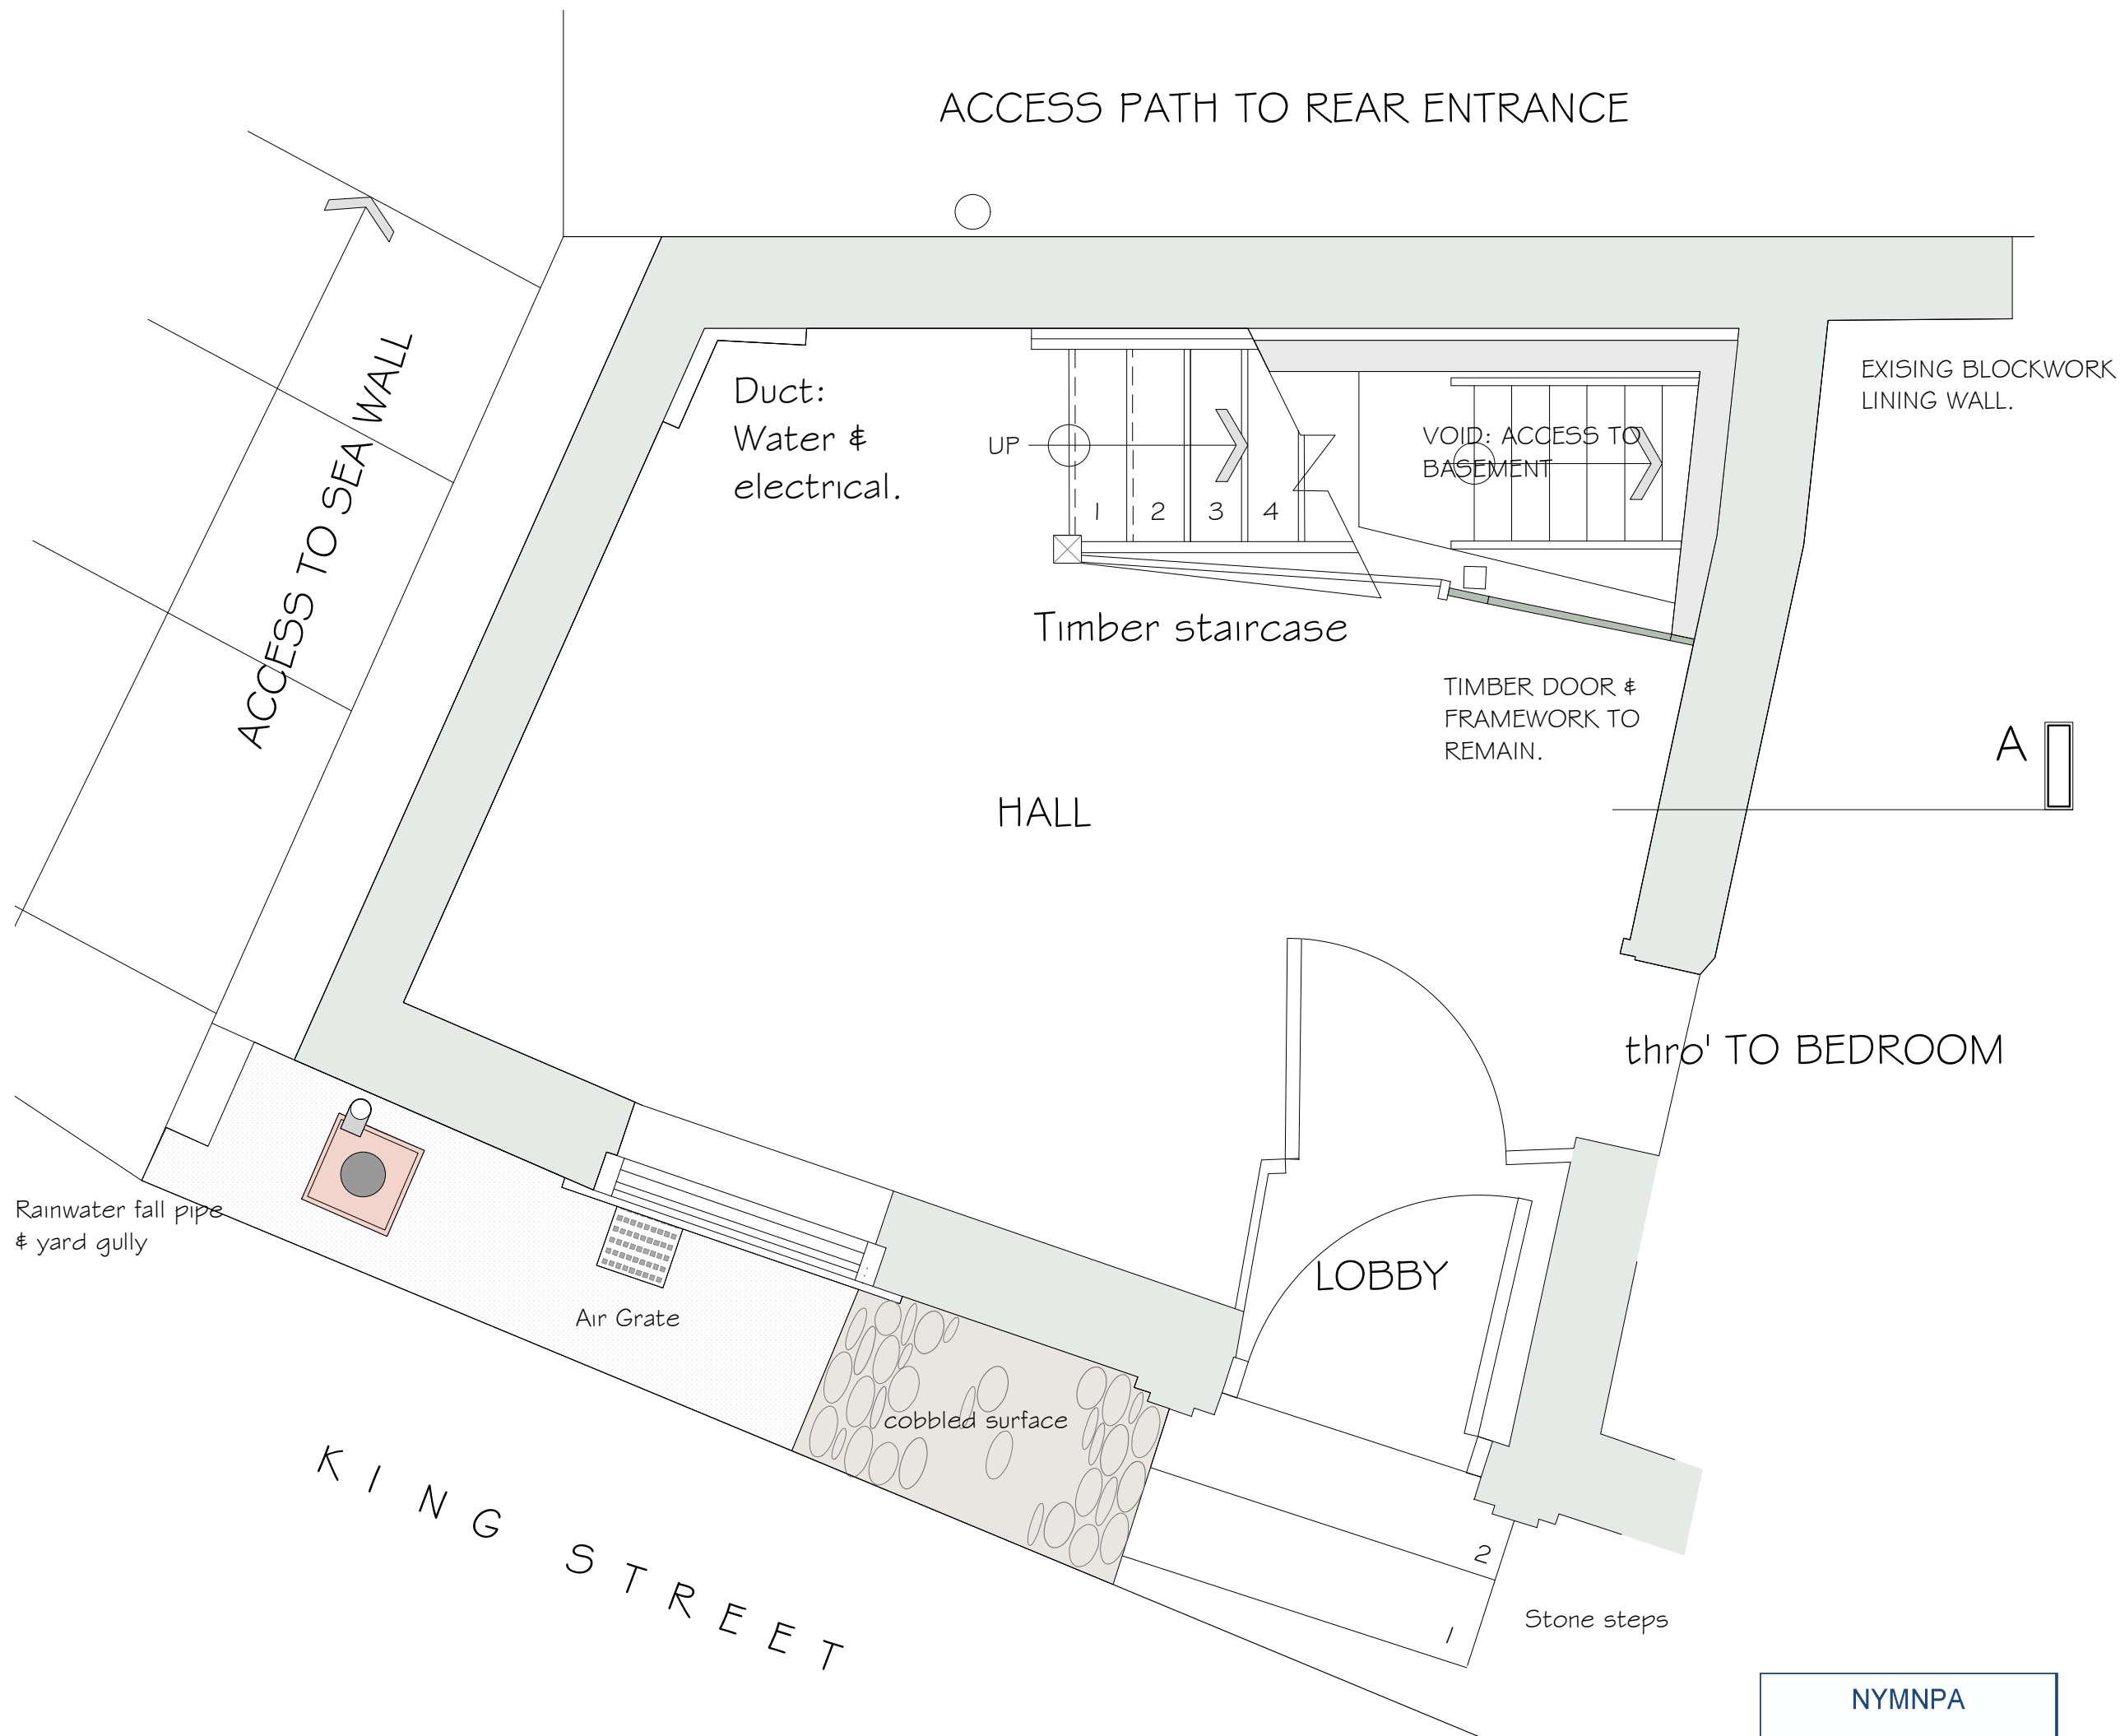 ACCESS PATH TO REAR ENTRANCE
ACCESS TO SEA WALL
EXISING BLOCKWORK
LINING WALL.
Duct:
Water &
electrical.
UP
1 2 3 4
VOID: ACCESS TO
BASEMENT
Timber staircase
TIMBER DOOR &
FRAMEWORK TO
REMAIN.
A
HALL
thro' TO BEDROOM
Rainwater fall pipe
& yard gully
Air Grate
LOBBY
cobbled surface
KING STREET
2
1
Stone steps
NYMNPA